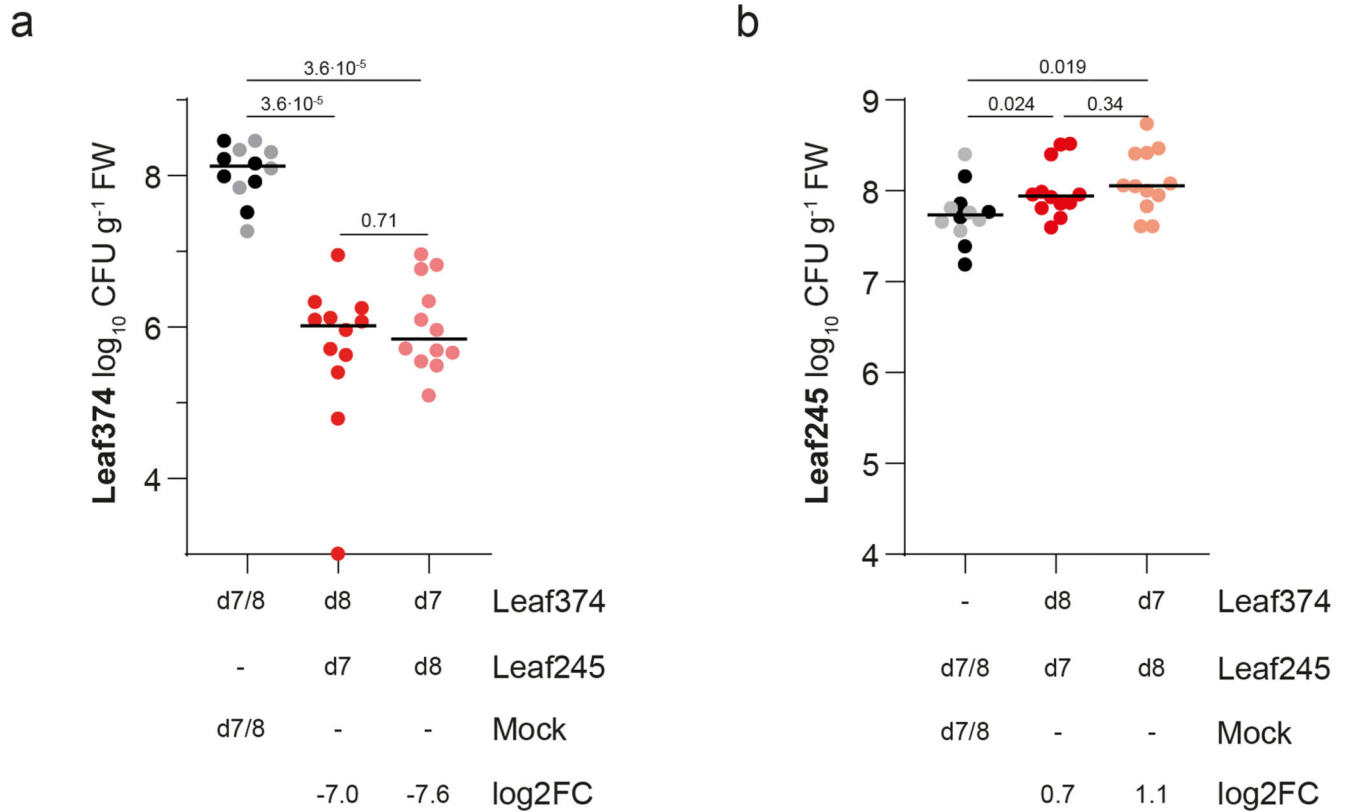 a
3.6·10⁻⁵
3.6·10⁻⁵
0.71
Leaf374 log₁₀ CFU g⁻¹ FW
8
6
4
d7/8 d8 d7 Leaf374
- d7 d8 Leaf245
d7/8 - - Mock
-7.0 -7.6 log2FC
b
0.019
0.024 0.34
Leaf245 log₁₀ CFU g⁻¹ FW
9
8
7
6
5
4
- d8 d7 Leaf374
d7/8 d7 d8 Leaf245
d7/8 - - Mock
0.7 1.1 log2FC